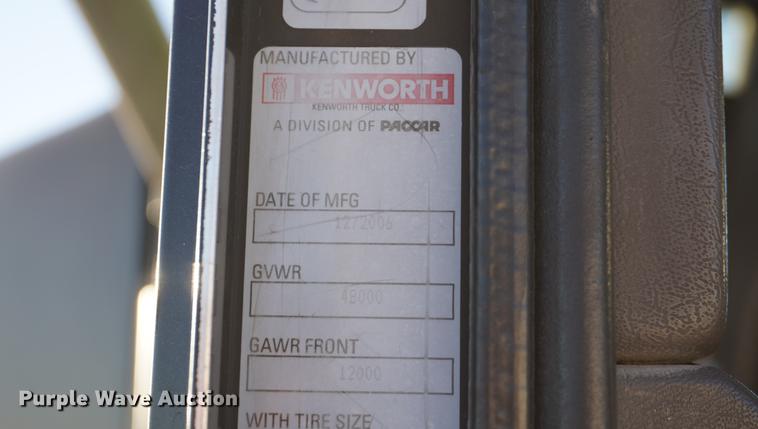 MANUFACTURED BY
KENWORTH
KENWORTH TRUCK CO.
A DIVISION OF PACCAR
DATE OF MFG
12/2006
GVWR
48000
GAWR FRONT
12000
WITH TIRE SIZE
Purple Wave Auction